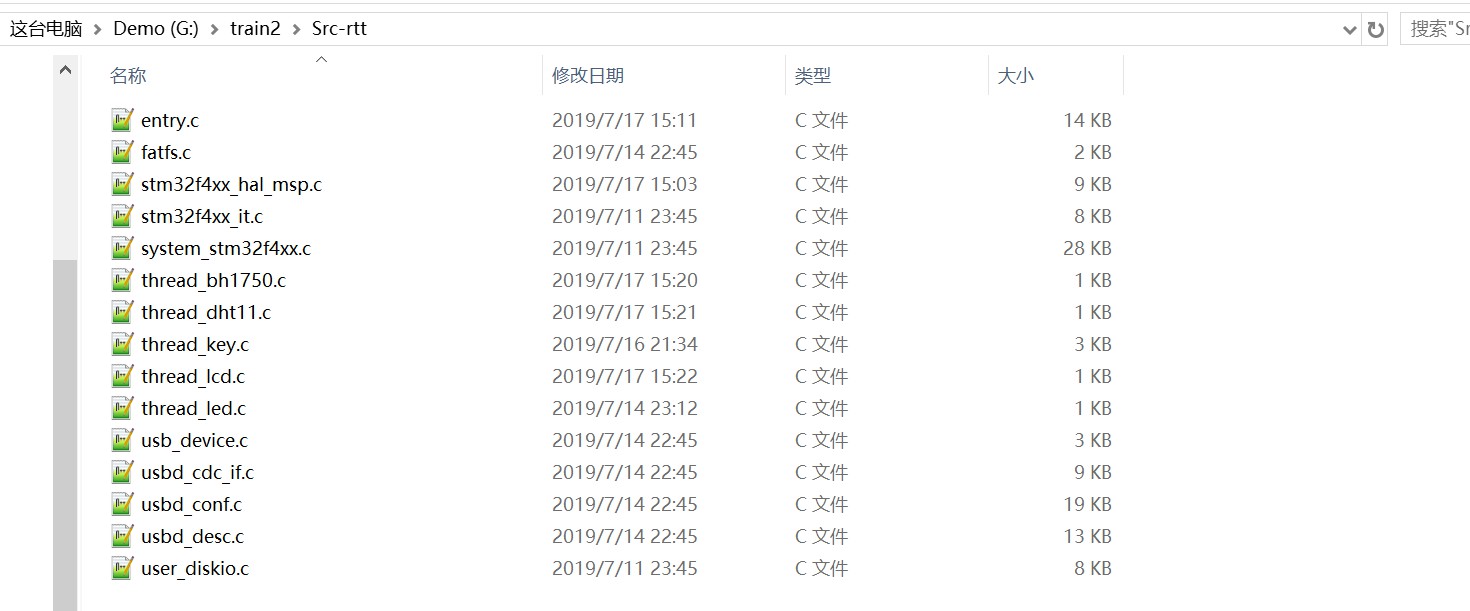 这台电脑 > Demo (G:) > train2 > Src-rtt 搜索"Sr
名称 修改日期 类型 大小
entry.c 2019/7/17 15:11 C 文件 14 KB
fatfs.c 2019/7/14 22:45 C 文件 2 KB
stm32f4xx_hal_msp.c 2019/7/17 15:03 C 文件 9 KB
stm32f4xx_it.c 2019/7/11 23:45 C 文件 8 KB
system_stm32f4xx.c 2019/7/11 23:45 C 文件 28 KB
thread_bh1750.c 2019/7/17 15:20 C 文件 1 KB
thread_dht11.c 2019/7/17 15:21 C 文件 1 KB
thread_key.c 2019/7/16 21:34 C 文件 3 KB
thread_lcd.c 2019/7/17 15:22 C 文件 1 KB
thread_led.c 2019/7/14 23:12 C 文件 1 KB
usb_device.c 2019/7/14 22:45 C 文件 3 KB
usbd_cdc_if.c 2019/7/14 22:45 C 文件 9 KB
usbd_conf.c 2019/7/14 22:45 C 文件 19 KB
usbd_desc.c 2019/7/14 22:45 C 文件 13 KB
user_diskio.c 2019/7/11 23:45 C 文件 8 KB